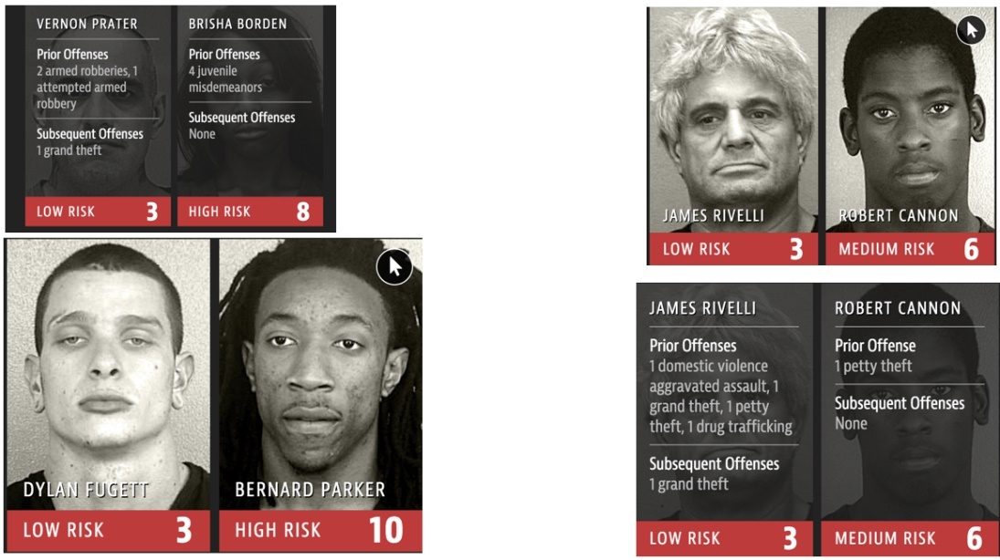 VERNON PRATER
Prior Offenses
2 armed robberies, 1
attempted armed
robbery
Subsequent Offenses
1 grand theft
LOW RISK 3
BRISHA BORDEN
Prior Offenses
4 juvenile
misdemeanors
Subsequent Offenses
None
HIGH RISK 8
JAMES RIVELLI
LOW RISK 3
ROBERT CANNON
MEDIUM RISK 6
DYLAN FUGETT
LOW RISK 3
BERNARD PARKER
HIGH RISK 10
JAMES RIVELLI
Prior Offenses
1 domestic violence
aggravated assault, 1
grand theft, 1 petty
theft, 1 drug trafficking
Subsequent Offenses
1 grand theft
LOW RISK 3
ROBERT CANNON
Prior Offense
1 petty theft
Subsequent Offenses
None
MEDIUM RISK 6